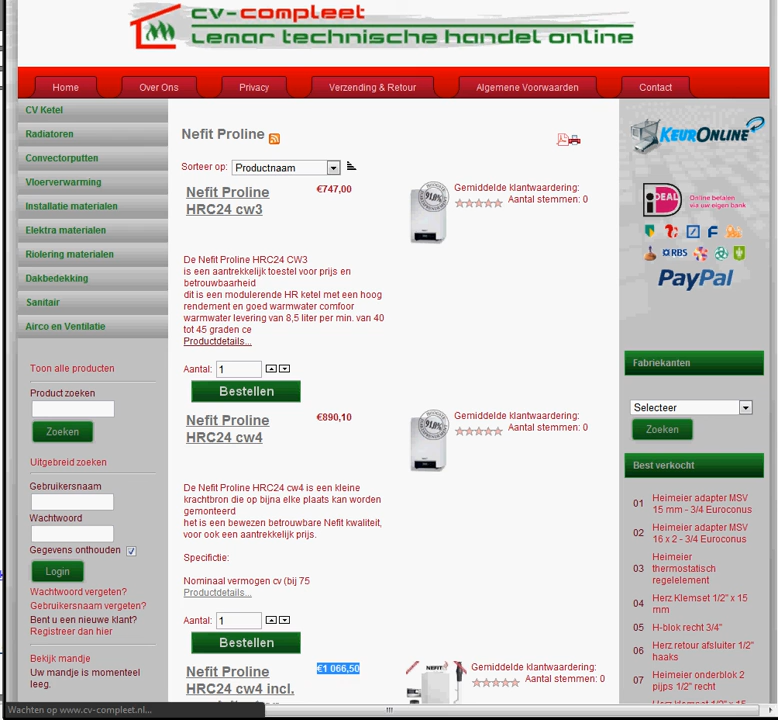 cv-compleet
Lemar technische handel online
Home
Over Ons
Privacy
Verzending & Retour
Algemene Voorwaarden
Contact
CV Ketel
Radiatoren
Convectorputten
Vloerverwarming
Installatie materialen
Elektra materialen
Riolering materialen
Dakbedekking
Sanitair
Airco en Ventilatie
Toon alle producten
Product zoeken
Zoeken
Uitgebreid zoeken
Gebruikersnaam
Wachtwoord
Gegevens onthouden
Login
Wachtwoord vergeten?
Gebruikersnaam vergeten?
Bent u een nieuwe klant?
Registreer dan hier
Bekijk mandje
Uw mandje is momenteel
leeg.
Nefit Proline
Sorteer op:
Productnaam
Nefit Proline
HRC24 cw3
€747,00
91.0%
Gemiddelde klantwaardering:
Aantal stemmen: 0
De Nefit Proline HRC24 CW3
is een aantrekkelijk toestel voor prijs en
betrouwbaarheid
dit is een modulerende HR ketel met een hoog
rendement en goed warmwater comfoor
warmwater levering van 8,5 liter per min. van 40
tot 45 graden ce
Productdetails...
Aantal: 1
Bestellen
Nefit Proline
HRC24 cw4
€890,10
91.0%
Gemiddelde klantwaardering:
Aantal stemmen: 0
De Nefit Proline HRC24 cw4 is een kleine
krachtbron die op bijna elke plaats kan worden
gemonteerd
het is een bewezen betrouwbare Nefit kwaliteit,
voor ook een aantrekkelijk prijs.
Specifictie:
Nominaal vermogen cv (bij 75
Productdetails...
Aantal: 1
Bestellen
Nefit Proline
HRC24 cw4 incl.
€1 066,50
NEFIT
Gemiddelde klantwaardering:
Aantal stemmen: 0
KEURONLINE
iDEAL
Online betalen
via uw eigen bank
RBS
PayPal
Fabriekanten
Selecteer
Zoeken
Best verkocht
01 Heimeier adapter MSV
15 mm - 3/4 Euroconus
02 Heimeier adapter MSV
16 x 2 - 3/4 Euroconus
03 Heimeier
thermostatisch
regelelement
04 Herz Klemset 1/2" x 15
mm
05 H-blok recht 3/4"
06 Herz retour afsluiter 1/2"
haaks
07 Heimeier onderblok 2
pijps 1/2" recht
Herz klemset 1/2" x 15
Wachten op www.cv-compleet.nl...